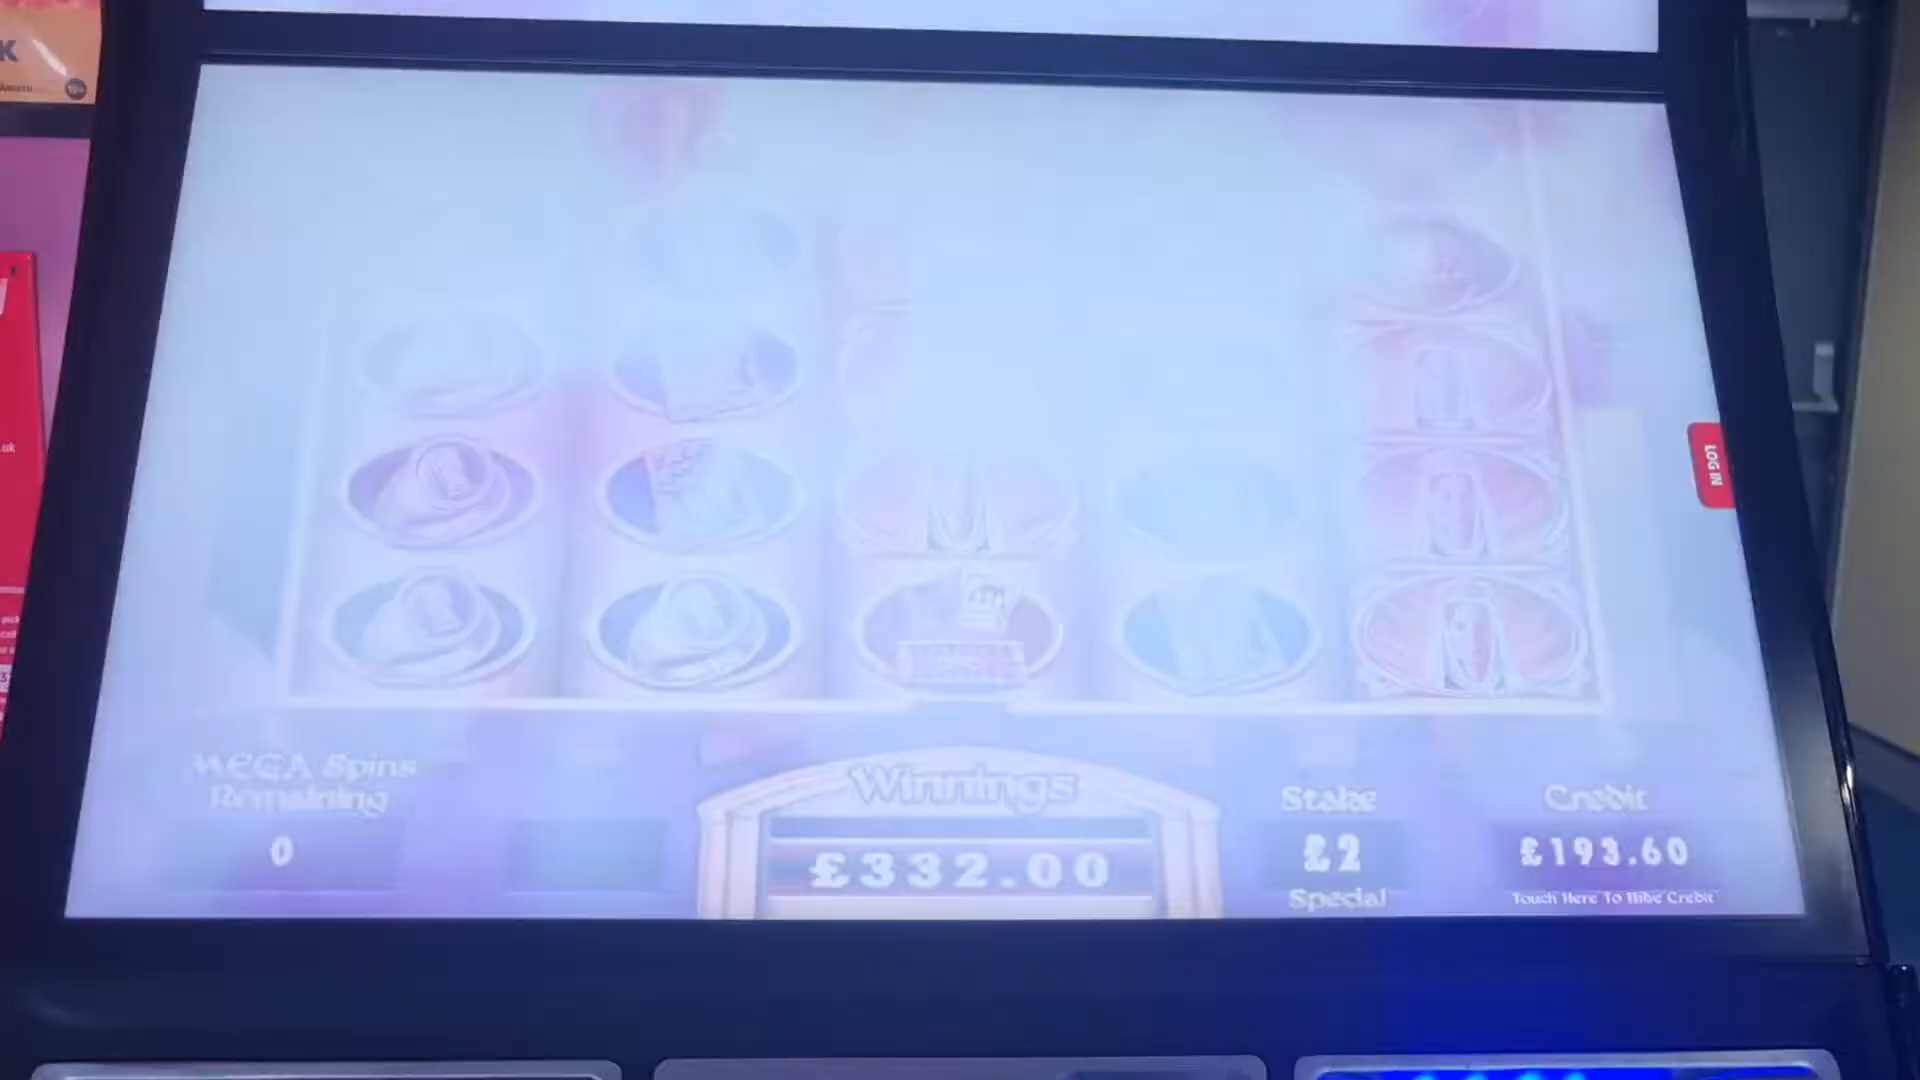 K
LOG IN
.uk
MEGA Spins
Remaining
0
Winnings
£332.00
Stake
£2
Special
Credit
£193.60
Touch Here To Hide Credit